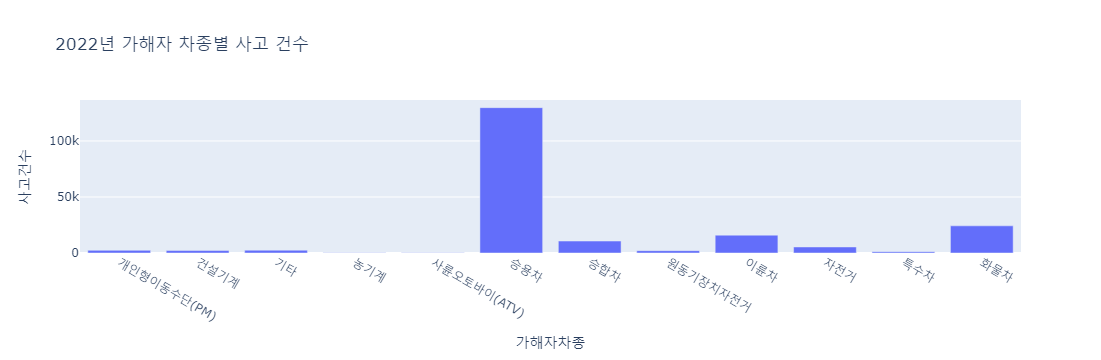 2022년 가해자 차종별 사고 건수
사고건수
100k
50k
0
개인형이동수단(PM)
건설기계
기타
농기계
사륜오토바이(ATV)
승용차
승합차
원동기장치자전거
이륜차
자전거
특수차
화물차
가해자차종